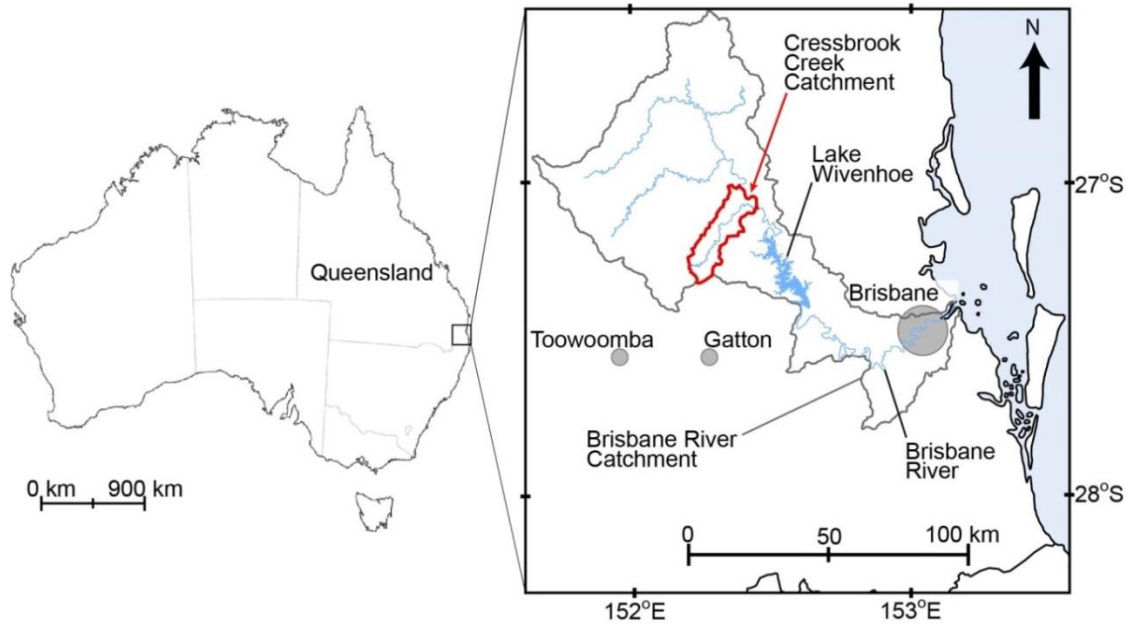 Queensland
0 km 900 km
Cressbrook
Creek
Catchment
N
Lake
Wivenhoe
27°S
Brisbane
Toowoomba
Gatton
Brisbane River
Catchment
Brisbane
River
28°S
0 50 100 km
152°E 153°E